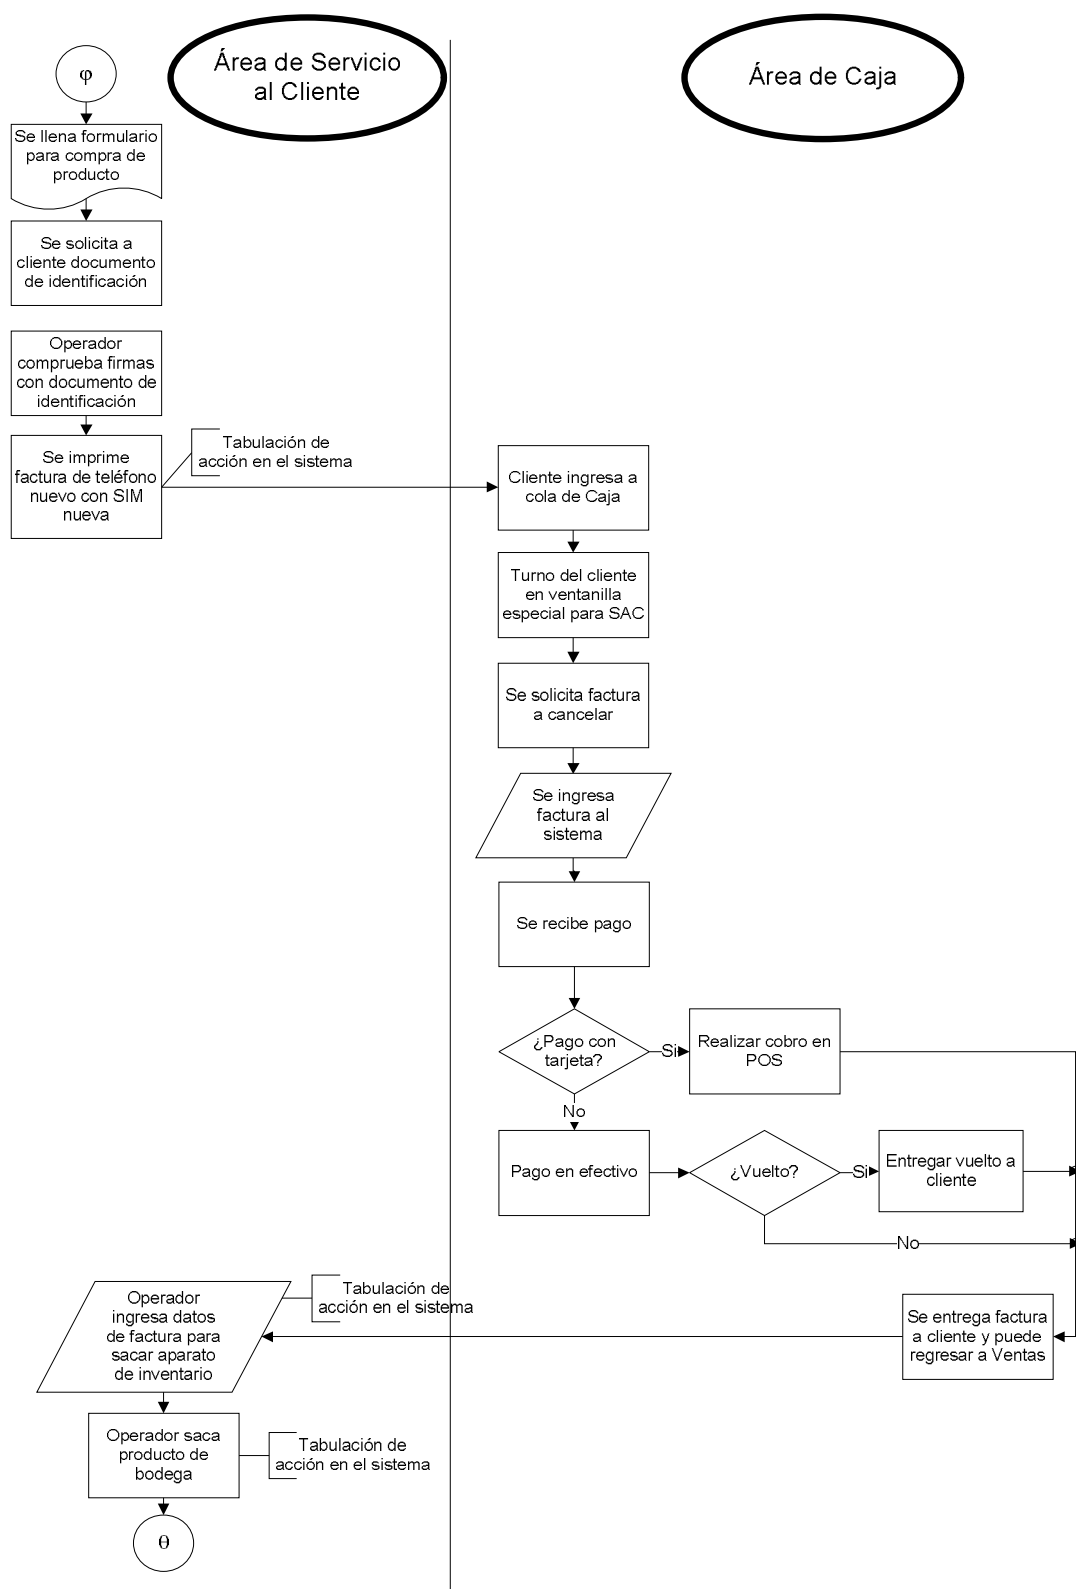 Área de Servicio
al Cliente
Área de Caja
φ
Se llena formulario
para compra de
producto
Se solicita a
cliente documento
de identificación
Operador
comprueba firmas
con documento de
identificación
Se imprime
factura de teléfono
nuevo con SIM
nueva
Tabulación de
acción en el sistema
Cliente ingresa a
cola de Caja
Turno del cliente
en ventanilla
especial para SAC
Se solicita factura
a cancelar
Se ingresa
factura al
sistema
Se recibe pago
¿Pago con
tarjeta?
Si
Realizar cobro en
POS
No
Pago en efectivo
¿Vuelto?
Si
Entregar vuelto a
cliente
No
Se entrega factura
a cliente y puede
regresar a Ventas
Operador
ingresa datos
de factura para
sacar aparato
de inventario
Tabulación de
acción en el sistema
Operador saca
producto de
bodega
Tabulación de
acción en el sistema
θ